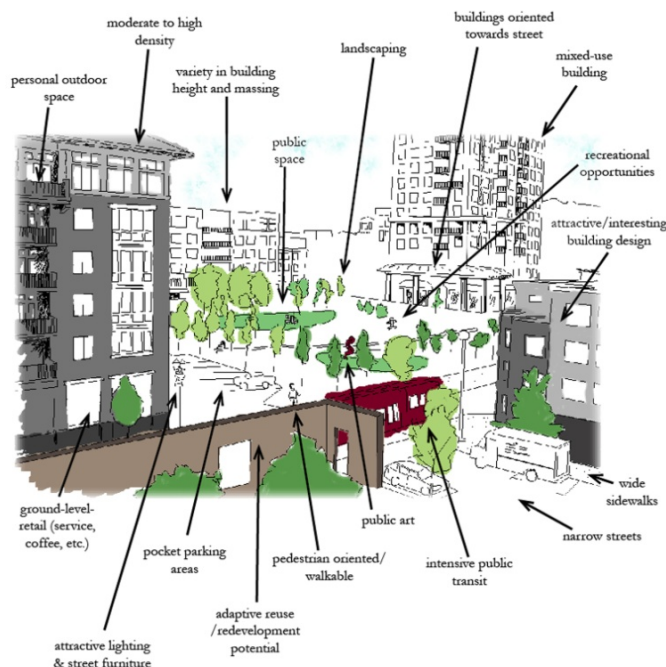 moderate to high
density
buildings oriented
towards street
landscaping
mixed-use
building
personal outdoor
space
variety in building
height and massing
public
space
recreational
opportunities
attractive/interesting
building design
ground-level-
retail (service,
coffee, etc.)
pocket parking
areas
pedestrian oriented/
walkable
public art
intensive public
transit
wide
sidewalks
narrow streets
adaptive reuse
/redevelopment
potential
attractive lighting
& street furniture